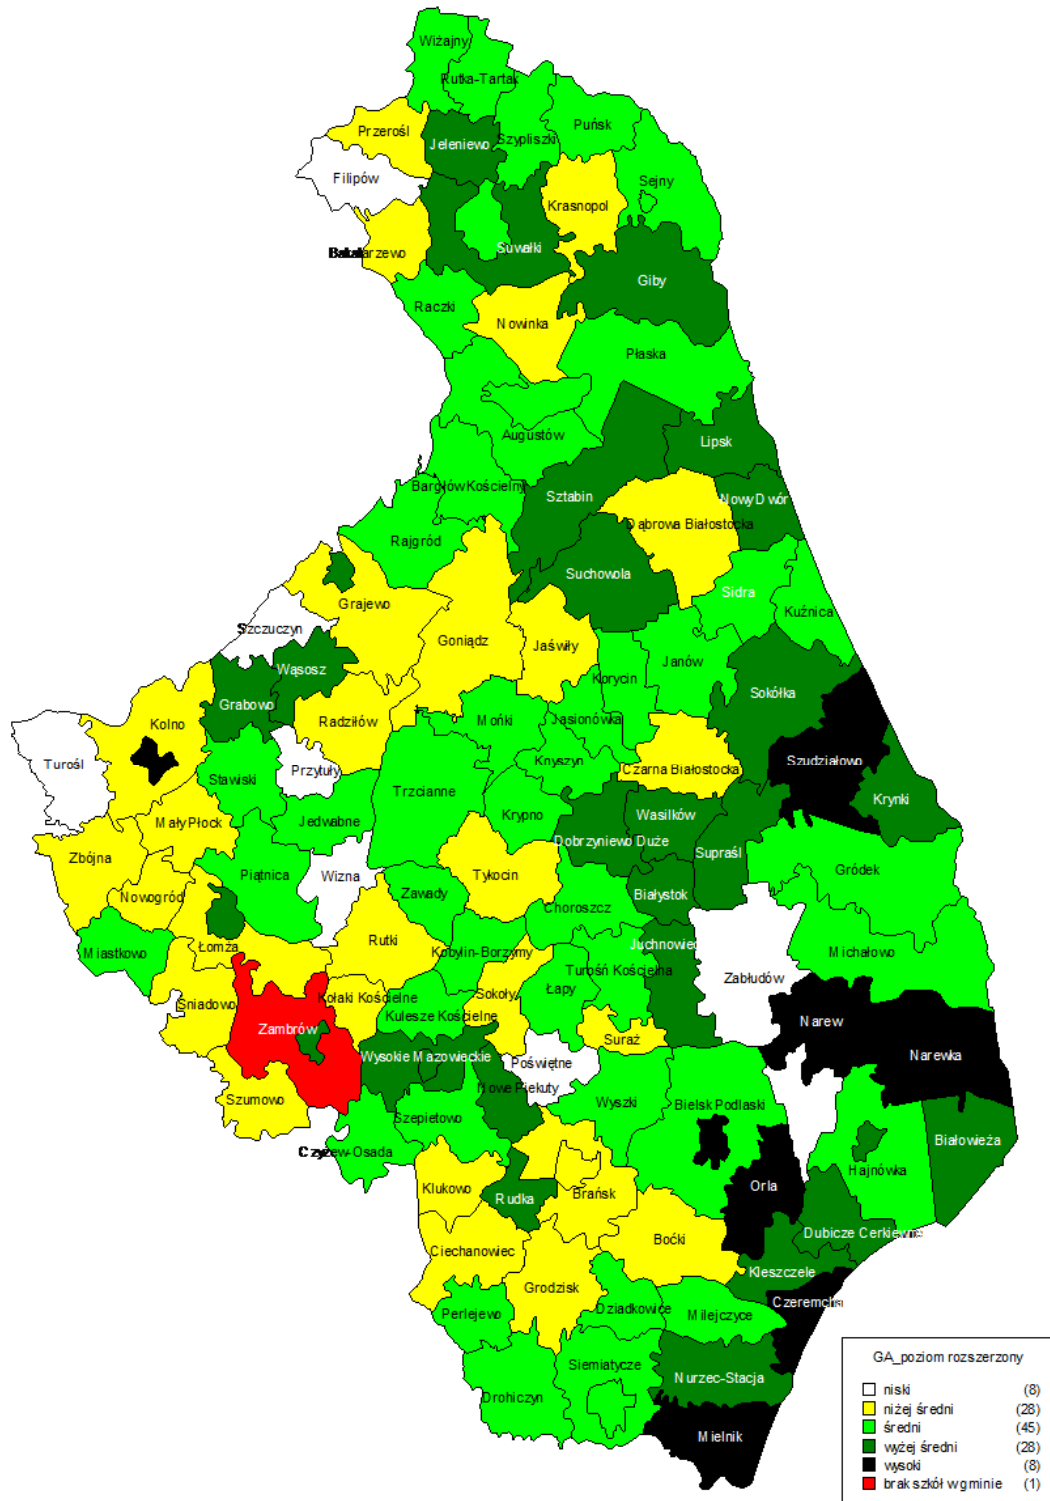 Wiżajny
Rutka-Tartak
Przerośl
Jeleniewo
Szypliszki
Puńsk
Filipów
Sejny
Krasnopol
Suwałki
Giby
Raczki
Nowinka
Płaska
Augustów
Lipsk
Bargłów Kościelny
Sztabin
Nowy Dwór
Dąbrowa Białostocka
Rajgród
Suchowola
Sidra
Kuźnica
Grajewo
Szczuczyn
Goniądz
Jaświły
Janów
Wąsosz
Korycin
Sokółka
Grabowo
Kolno
Radziłów
Mońki
Jasionówka
Turośl
Przytuły
Stawiski
Knyszyn
Czarna Białostocka
Szudziałowo
Trzcianne
Krynki
Mały Płock
Jedwabne
Krypno
Wasilków
Dobrzyniewo Duże
Zbójna
Supraśl
Piątnica
Wizna
Tykocin
Gródek
Nowogród
Zawady
Białystok
Choroszcz
Miastkowo
Łomża
Rutki
Kobylin-Borzymy
Juchnowiec
Michałowo
Turośń Kościelna
Zabłudów
Śniadowo
Kołaki Kościelne
Sokoły
Łapy
Kulesze Kościelne
Zambrów
Narew
Suraż
Wysokie Mazowieckie
Poświętne
Narewka
Nowe Piekuty
Szumowo
Szepietowo
Wyszki
Bielsk Podlaski
Białowieża
Czyżew-Osada
Hajnówka
Klukowo
Rudka
Brańsk
Orla
Boćki
Dubicze Cerkiewne
Ciechanowiec
Kleszczele
Grodzisk
Czeremcha
Perlejewo
Dziadkowice
Milejczyce
Siemiatycze
Nurzec-Stacja
Drohiczyn
Mielnik
GA_poziom rozszerzony
niski (8)
niżej średni (28)
średni (45)
wyżej średni (28)
wysoki (8)
brak szkół w gminie (1)